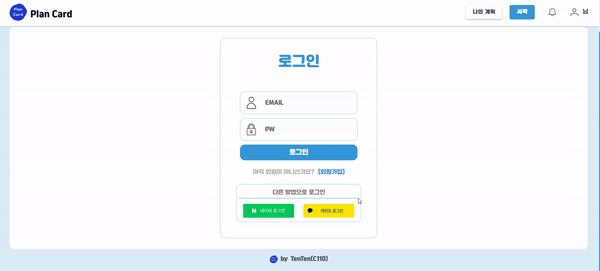 Plan Card
Plan Card
나의 계획
시작
님
로그인
EMAIL
PW
로그인
아직 회원이 아니신가요? [회원가입]
다른 방법으로 로그인
N 네이버 로그인
카카오 로그인
by TenTen(C110)